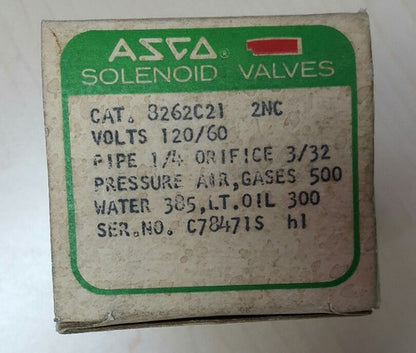 ASCO®
SOLENOID VALVES
CAT. 8262C21 2NC
VOLTS 120/60
PIPE 1/4 ORIFICE 3/32
PRESSURE AIR,GASES 500
WATER 385,LT.OIL 300
SER.NO. C78471S hl